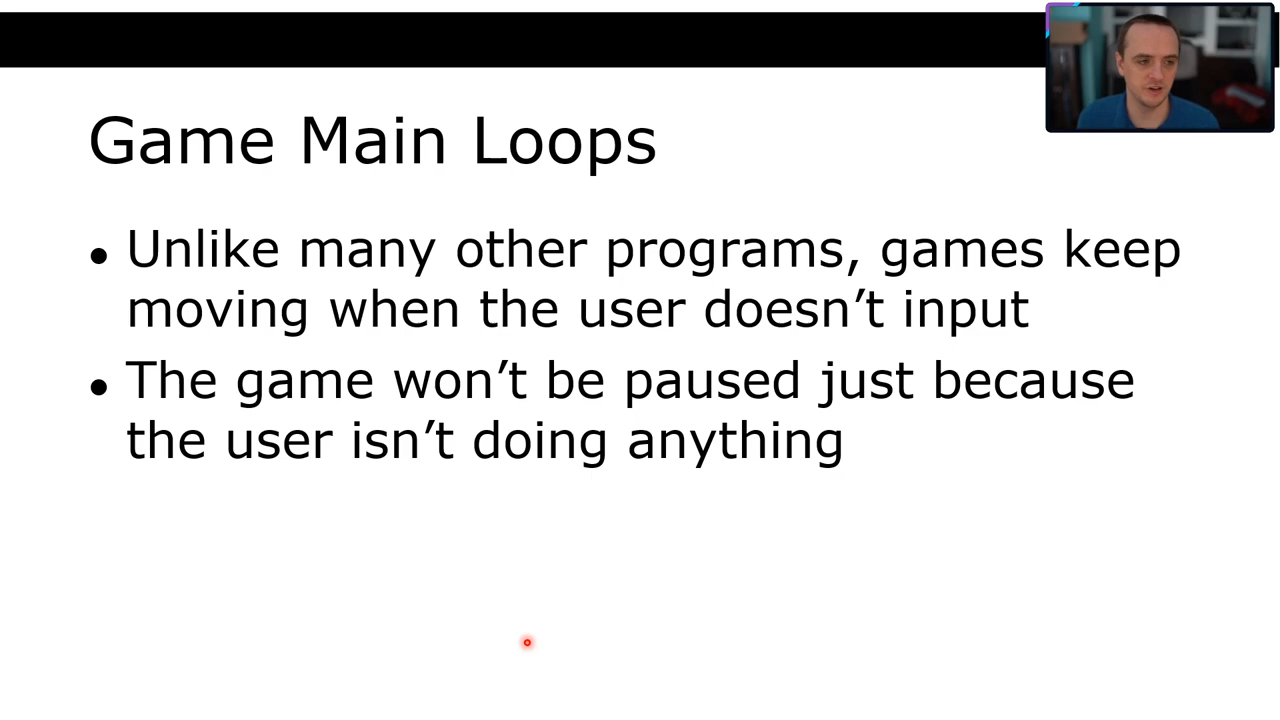 Game Main Loops
● Unlike many other programs, games keep
moving when the user doesn’t input
● The game won’t be paused just because
the user isn’t doing anything